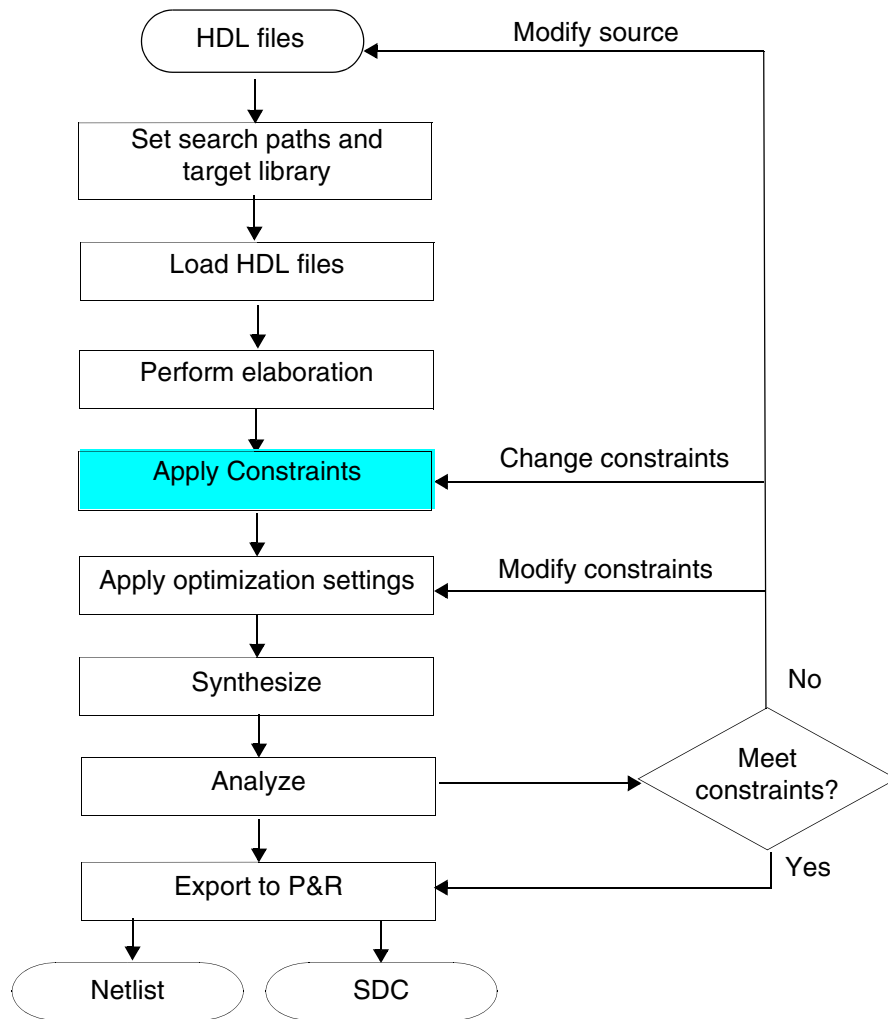 HDL files
Modify source
Set search paths and
target library
Load HDL files
Perform elaboration
Apply Constraints
Change constraints
Apply optimization settings
Modify constraints
Synthesize
No
Analyze
Meet
constraints?
Yes
Export to P&R
Netlist
SDC